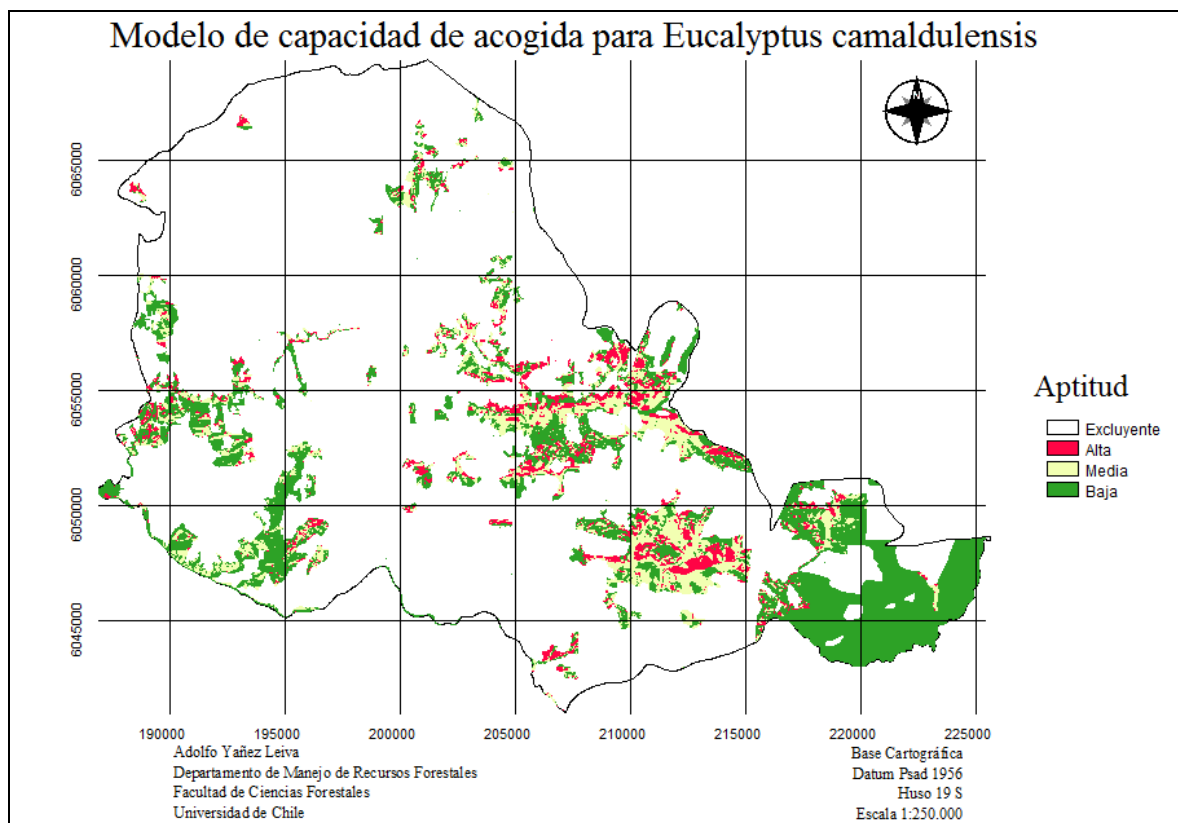 Modelo de capacidad de acogida para Eucalyptus camaldulensis
6065000
6060000
6055000
6050000
6045000
Aptitud
Excluyente
Alta
Media
Baja
190000 195000 200000 205000 210000 215000 220000 225000
Adolfo Yañez Leiva
Departamento de Manejo de Recursos Forestales
Facultad de Ciencias Forestales
Universidad de Chile
Base Cartográfica
Datum Psad 1956
Huso 19 S
Escala 1:250.000